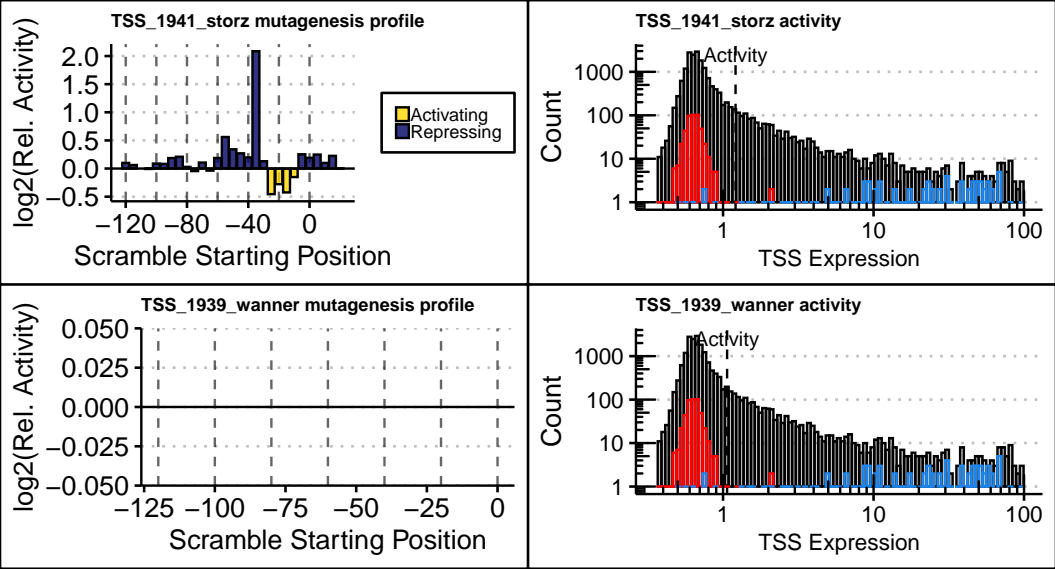 TSS_1941_storz mutagenesis profile
log2(Rel. Activity)
2.0
1.5
1.0
0.5
0.0
−0.5
−120 −80 −40 0
Scramble Starting Position
Activating
Repressing
TSS_1941_storz activity
Activity
Count
1000
100
10
1
1 10 100
TSS Expression
TSS_1939_wanner mutagenesis profile
log2(Rel. Activity)
0.050
0.025
0.000
−0.025
−0.050
−125 −100 −75 −50 −25 0
Scramble Starting Position
TSS_1939_wanner activity
Activity
Count
1000
100
10
1
1 10 100
TSS Expression